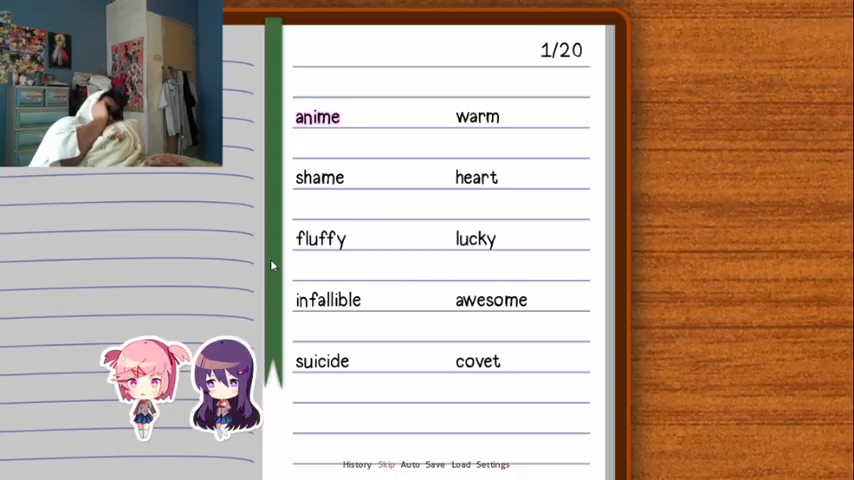 1/20
anime warm
shame heart
fluffy lucky
infallible awesome
suicide covet
History Skip Auto Save Load Settings